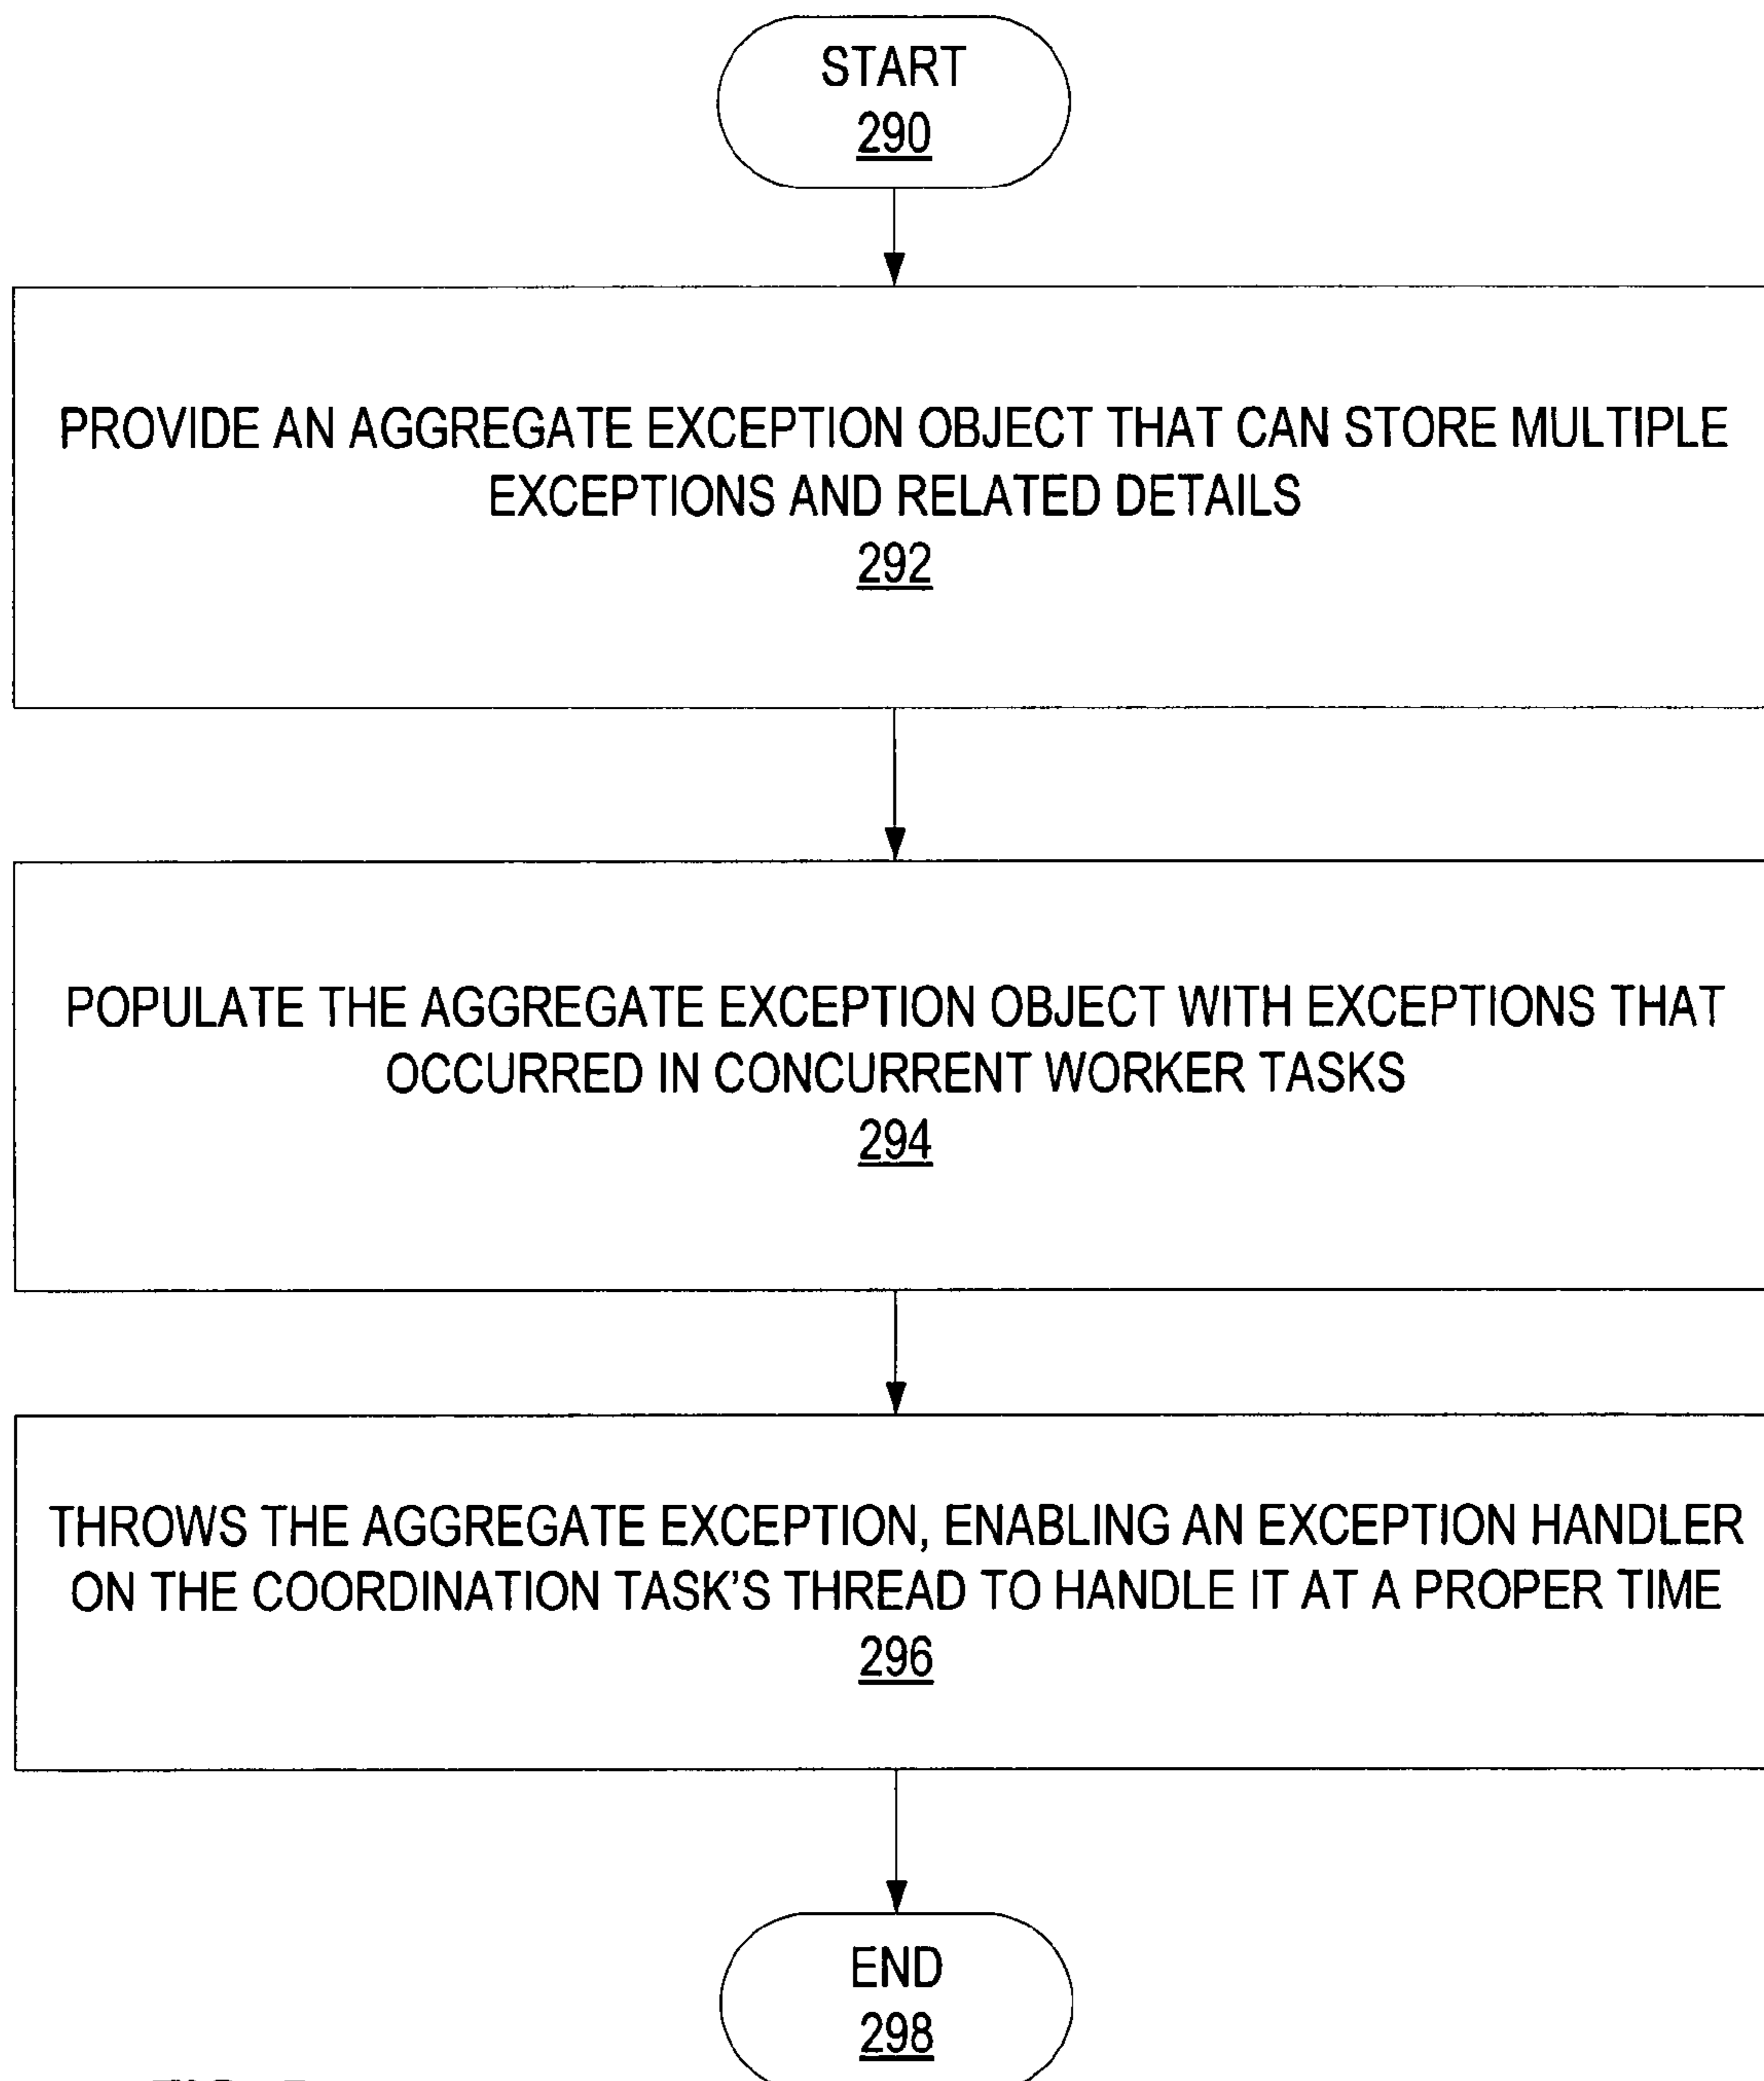 START
290
PROVIDE AN AGGREGATE EXCEPTION OBJECT THAT CAN STORE MULTIPLE
EXCEPTIONS AND RELATED DETAILS
292
POPULATE THE AGGREGATE EXCEPTION OBJECT WITH EXCEPTIONS THAT
OCCURRED IN CONCURRENT WORKER TASKS
294
THROWS THE AGGREGATE EXCEPTION, ENABLING AN EXCEPTION HANDLER
ON THE COORDINATION TASK'S THREAD TO HANDLE IT AT A PROPER TIME
296
END
298